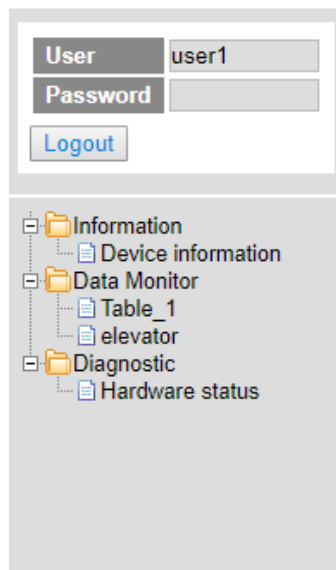 User user1
Password
Logout
Information
Device information
Data Monitor
Table_1
elevator
Diagnostic
Hardware status